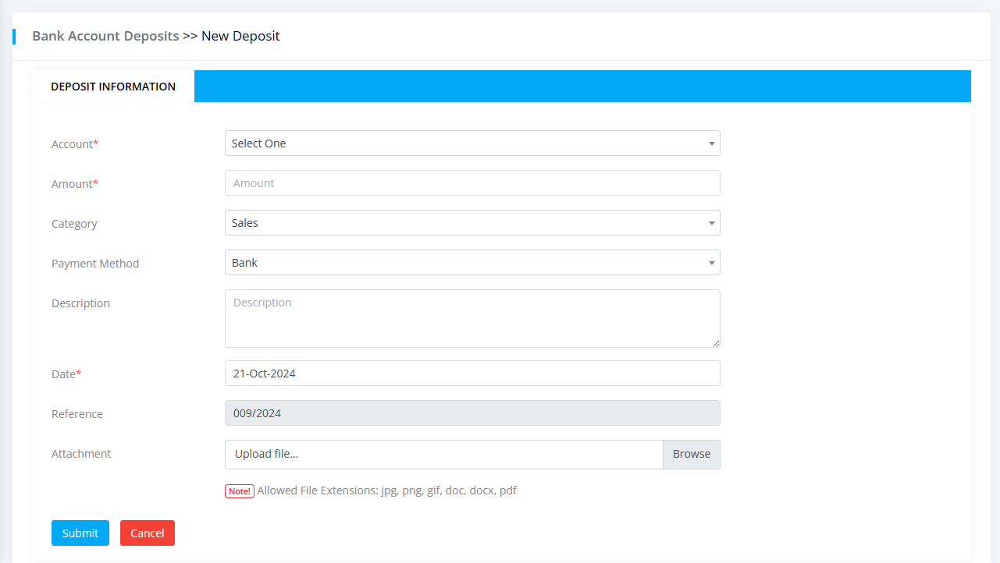 Bank Account Deposits >> New Deposit
DEPOSIT INFORMATION
Account* Select One
Amount* Amount
Category Sales
Payment Method Bank
Description Description
Date* 21-Oct-2024
Reference 009/2024
Attachment Upload file... Browse
Note! Allowed File Extensions: jpg, png, gif, doc, docx, pdf
Submit Cancel